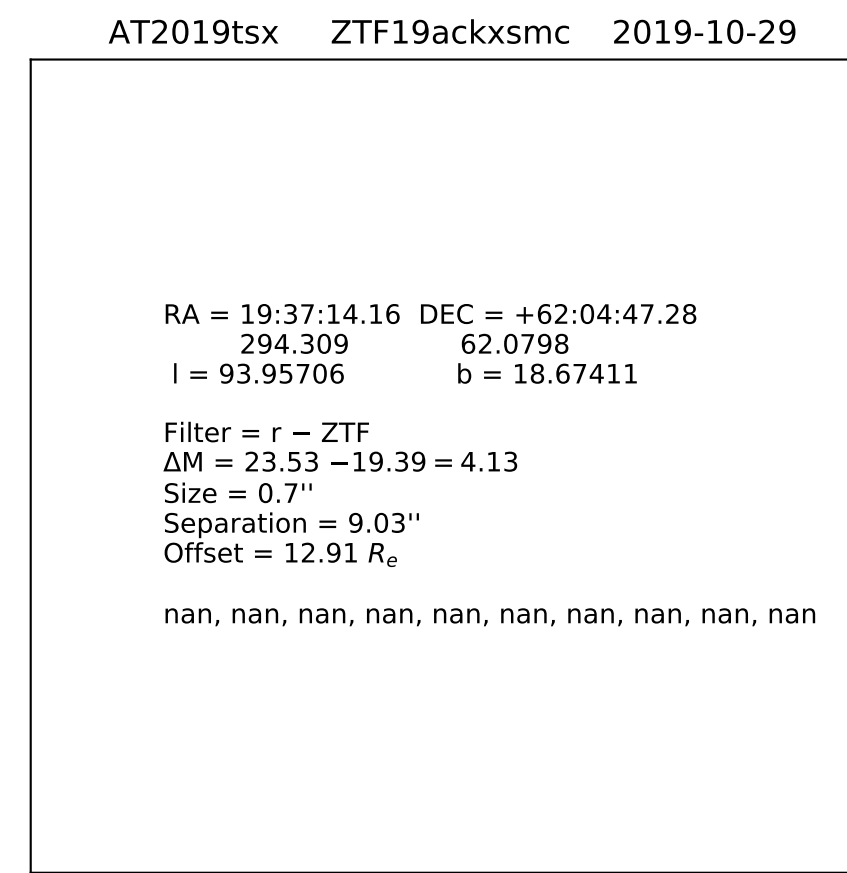 AT2019tsx ZTF19ackxsmc 2019-10-29
RA = 19:37:14.16 DEC = +62:04:47.28
294.309 62.0798
l = 93.95706 b = 18.67411
Filter = r − ZTF
ΔM = 23.53 −19.39 = 4.13
Size = 0.7''
Separation = 9.03''
Offset = 12.91 Re
nan, nan, nan, nan, nan, nan, nan, nan, nan, nan